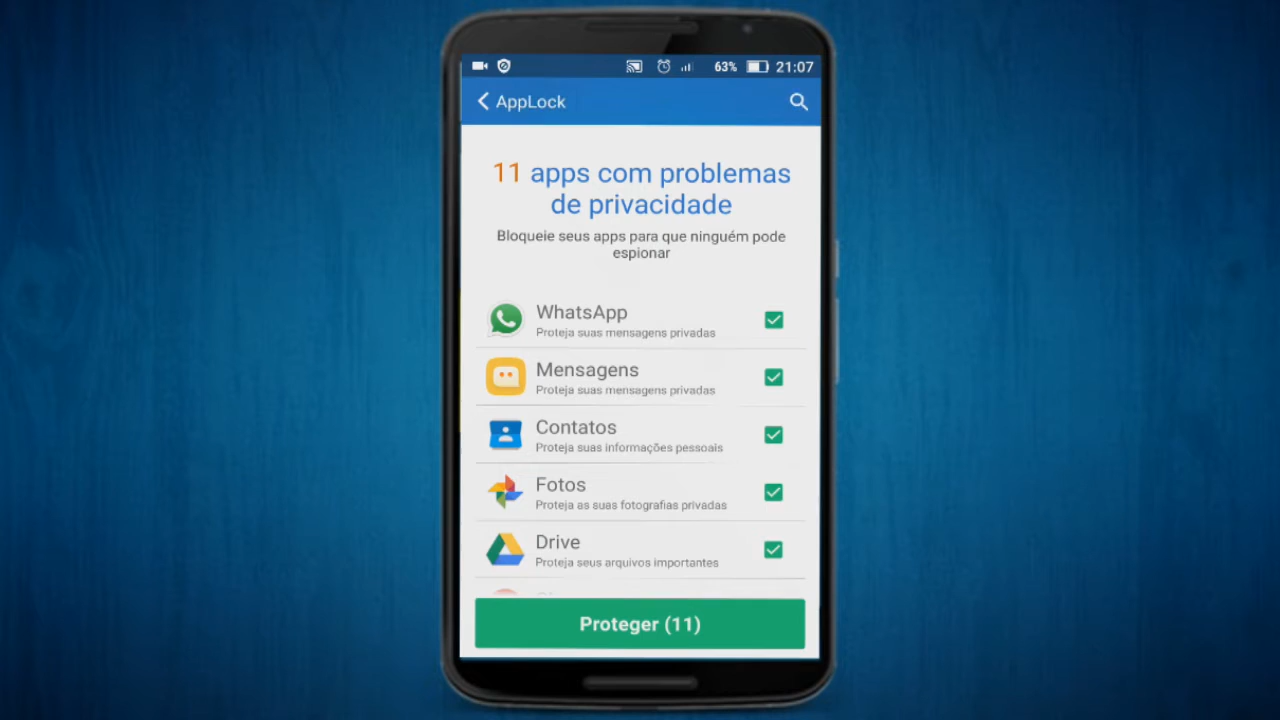 63% 21:07
AppLock
11 apps com problemas
de privacidade
Bloqueie seus apps para que ninguém pode
espionar
WhatsApp
Proteja suas mensagens privadas
Mensagens
Proteja suas mensagens privadas
Contatos
Proteja suas informações pessoais
Fotos
Proteja as suas fotografias privadas
Drive
Proteja seus arquivos importantes
Proteger (11)